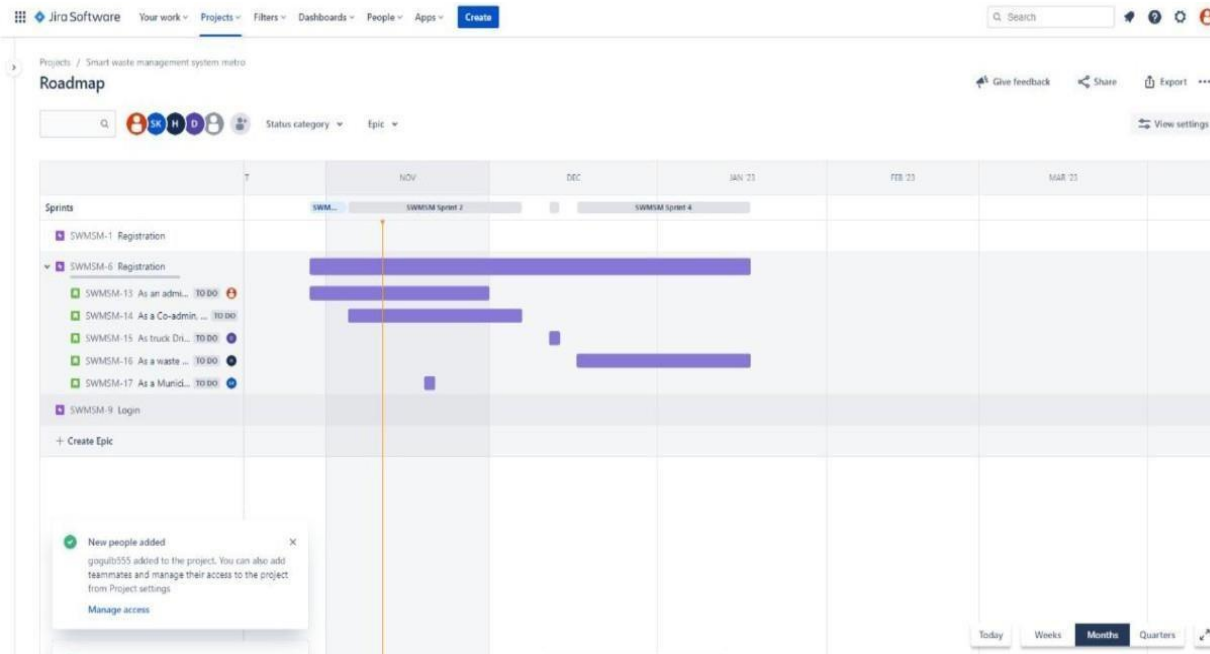 Jira Software Your work Projects Filters Dashboards People Apps Create Search
Projects / Smart waste management system metro
Roadmap
Give feedback Share Export
SK H D Status category Epic View settings
T NOV DEC JAN '23 FEB '23 MAR '23
Sprints SWM... SWMSM Sprint 2 SWMSM Sprint 4
SWMSM-1 Registration
SWMSM-6 Registration
SWMSM-13 As an admi... TO DO
SWMSM-14 As a Co-admin, ... TO DO
SWMSM-15 As truck Dri... TO DO
SWMSM-16 As a waste ... TO DO
SWMSM-17 As a Munici... TO DO
SWMSM-9 Login
+ Create Epic
New people added
gogulb555 added to the project. You can also add
teammates and manage their access to the project
from Project settings
Manage access
Today Weeks Months Quarters